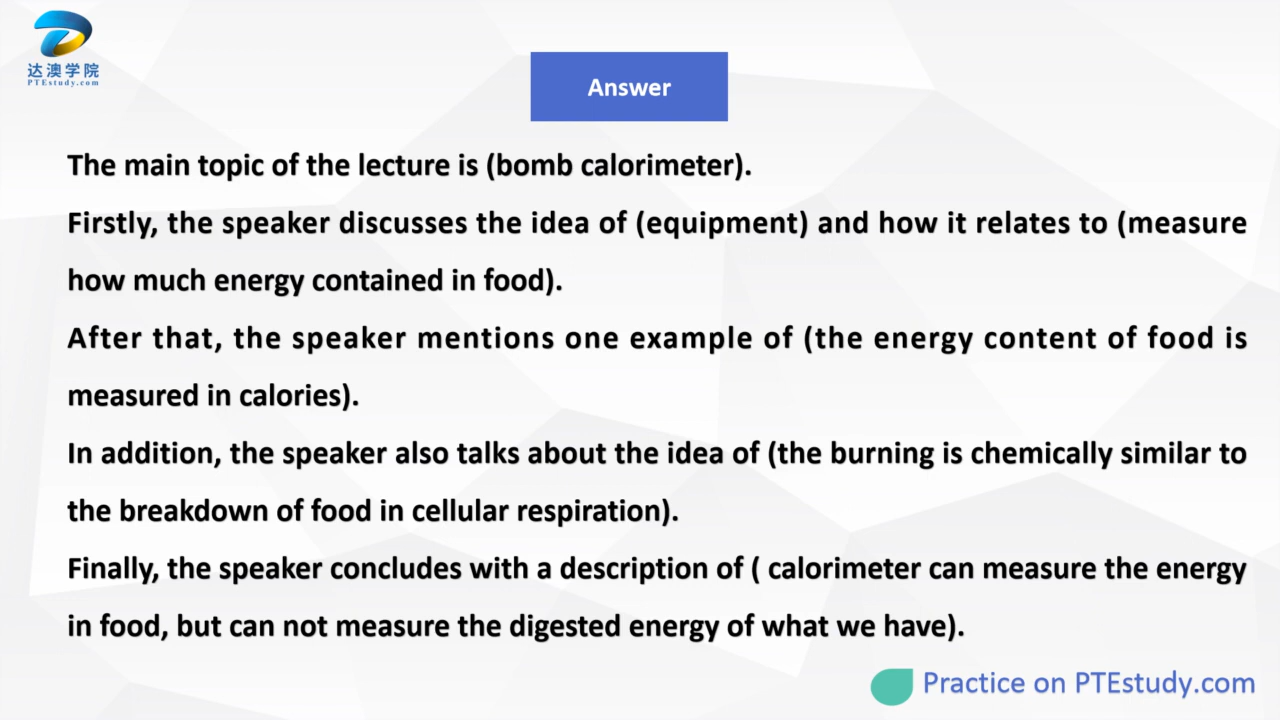 达澳学院
PTEstudy.com
Answer
The main topic of the lecture is (bomb calorimeter).
Firstly, the speaker discusses the idea of (equipment) and how it relates to (measure
how much energy contained in food).
After that, the speaker mentions one example of (the energy content of food is
measured in calories).
In addition, the speaker also talks about the idea of (the burning is chemically similar to
the breakdown of food in cellular respiration).
Finally, the speaker concludes with a description of ( calorimeter can measure the energy
in food, but can not measure the digested energy of what we have).
Practice on PTEstudy.com